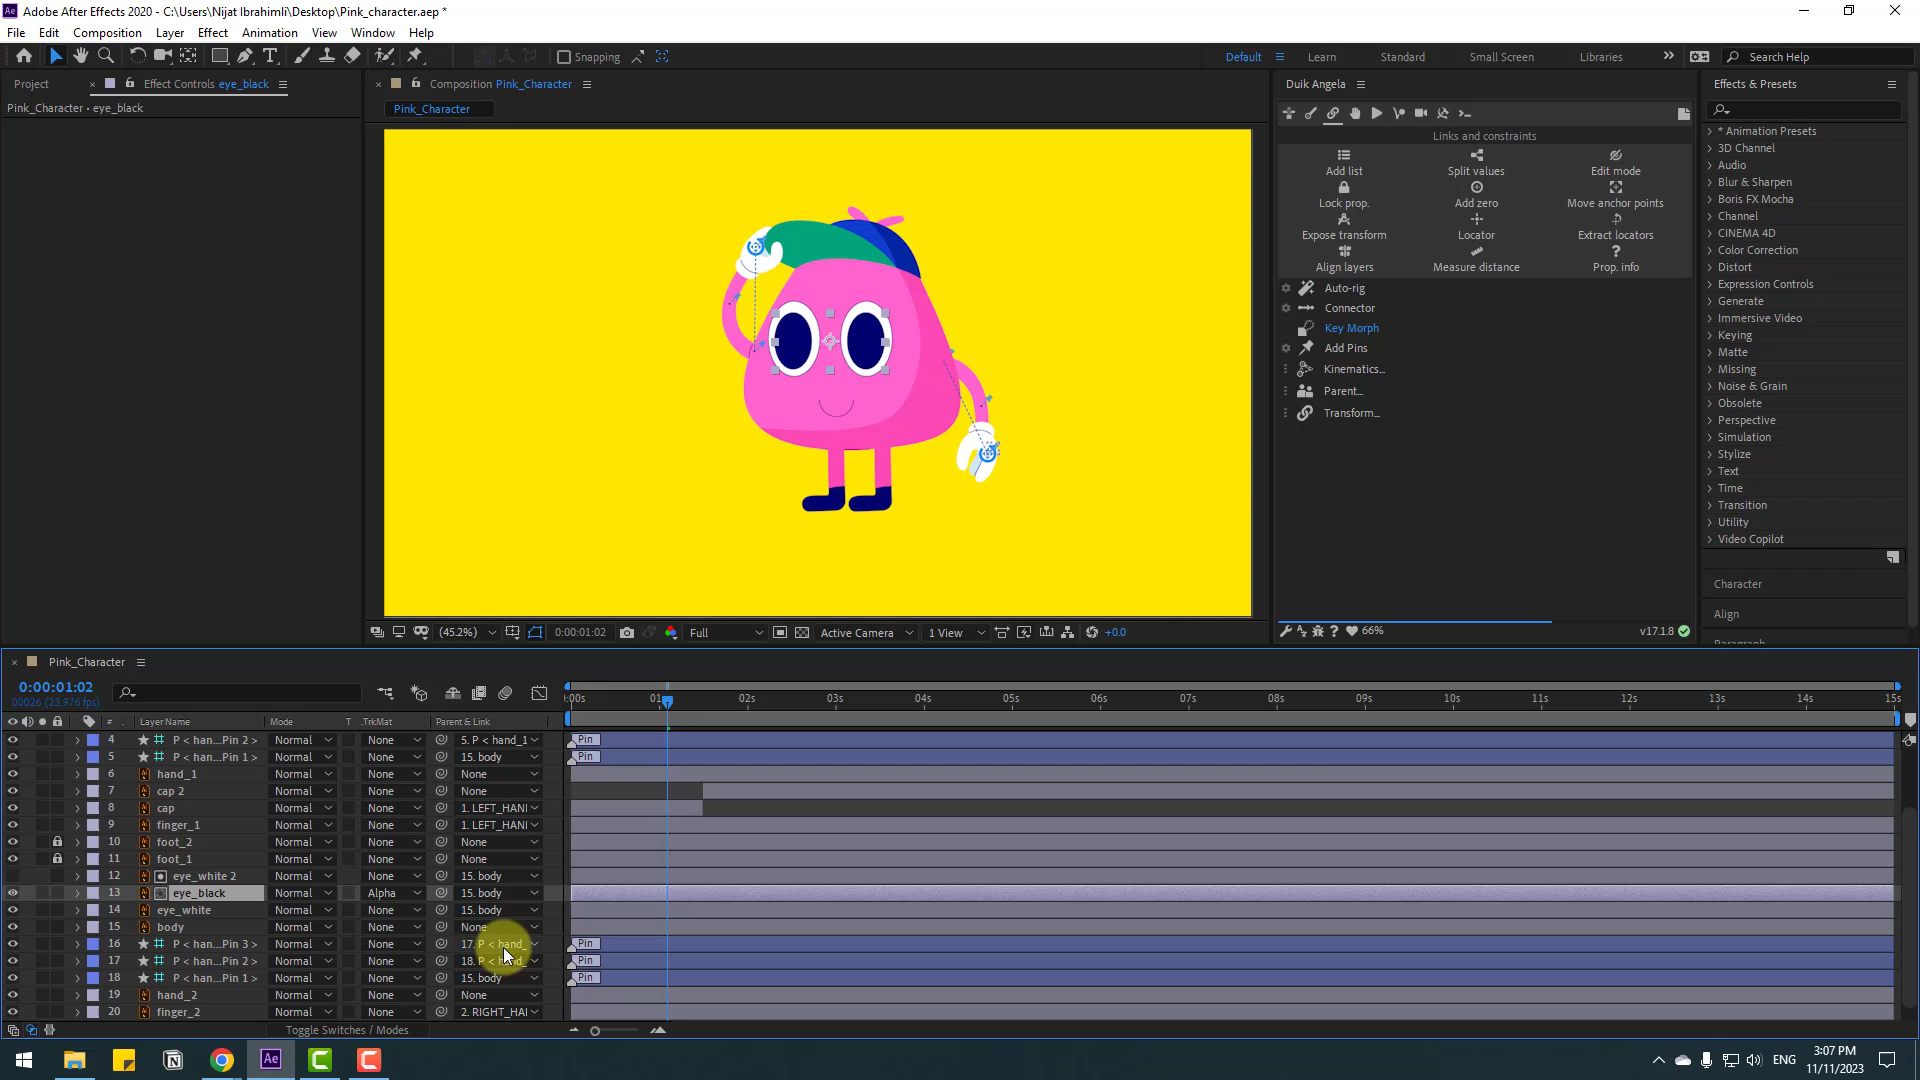 Adobe After Effects 2020 - C:\Users\Nijat Ibrahimli\Desktop\Pink_character.aep *
File Edit Composition Layer Effect Animation View Window Help
Snapping Default Learn Standard Small Screen Libraries Search Help
Project Effect Controls eye_black
Pink_Character • eye_black
Composition Pink_Character
Pink_Character
Duik Angela
Links and constraints
Add list Split values Edit mode
Lock prop. Add zero Move anchor points
Expose transform Locator Extract locators
Align layers Measure distance Prop. info
Auto-rig
Connector
Key Morph
Add Pins
Kinematics...
Parent...
Transform...
66% v17.1.8
Effects & Presets
* Animation Presets
3D Channel
Audio
Blur & Sharpen
Boris FX Mocha
Channel
CINEMA 4D
Color Correction
Distort
Expression Controls
Generate
Immersive Video
Keying
Matte
Missing
Noise & Grain
Obsolete
Perspective
Simulation
Stylize
Text
Time
Transition
Utility
Video Copilot
Character
Align
(45.2%) 0:00:01:02 Full Active Camera 1 View +0.0
Pink_Character
0:00:01:02
00026 (23.976 fps)
:00s 01 02s 03s 04s 05s 06s 07s 08s 09s 10s 11s 12s 13s 14s 15s
# Layer Name Mode T .TrkMat Parent & Link
4 P < han...Pin 2 > Normal None 5. P < hand_1 Pin
5 P < han...Pin 1 > Normal None 15. body Pin
6 hand_1 Normal None None
7 cap 2 Normal None None
8 cap Normal None 1. LEFT_HANI
9 finger_1 Normal None 1. LEFT_HANI
10 foot_2 Normal None None
11 foot_1 Normal None None
12 eye_white 2 Normal 15. body
13 eye_black Normal Alpha 15. body
14 eye_white Normal None 15. body
15 body Normal None None
16 P < han...Pin 3 > Normal None 17. P < hand_ Pin
17 P < han...Pin 2 > Normal None 18. P < hand_ Pin
18 P < han...Pin 1 > Normal None 15. body Pin
19 hand_2 Normal None None
20 finger_2 Normal None 2. RIGHT_HAI
Toggle Switches / Modes
ENG 3:07 PM
11/11/2023